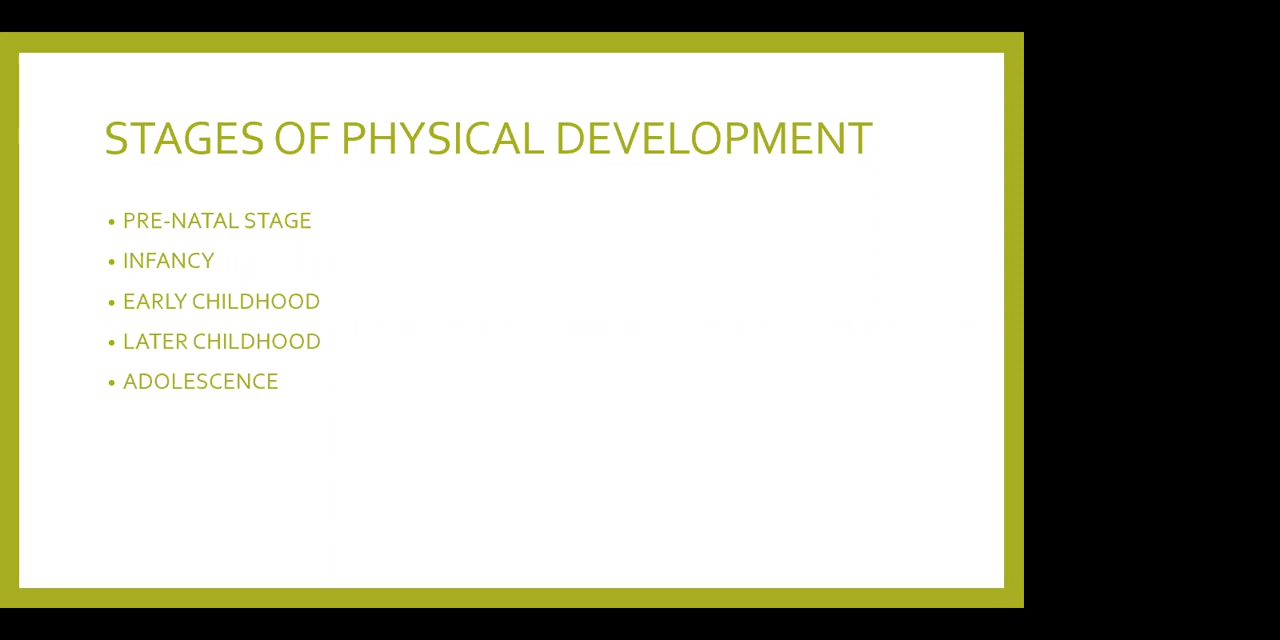 STAGES OF PHYSICAL DEVELOPMENT
• PRE-NATAL STAGE
• INFANCY
• EARLY CHILDHOOD
• LATER CHILDHOOD
• ADOLESCENCE